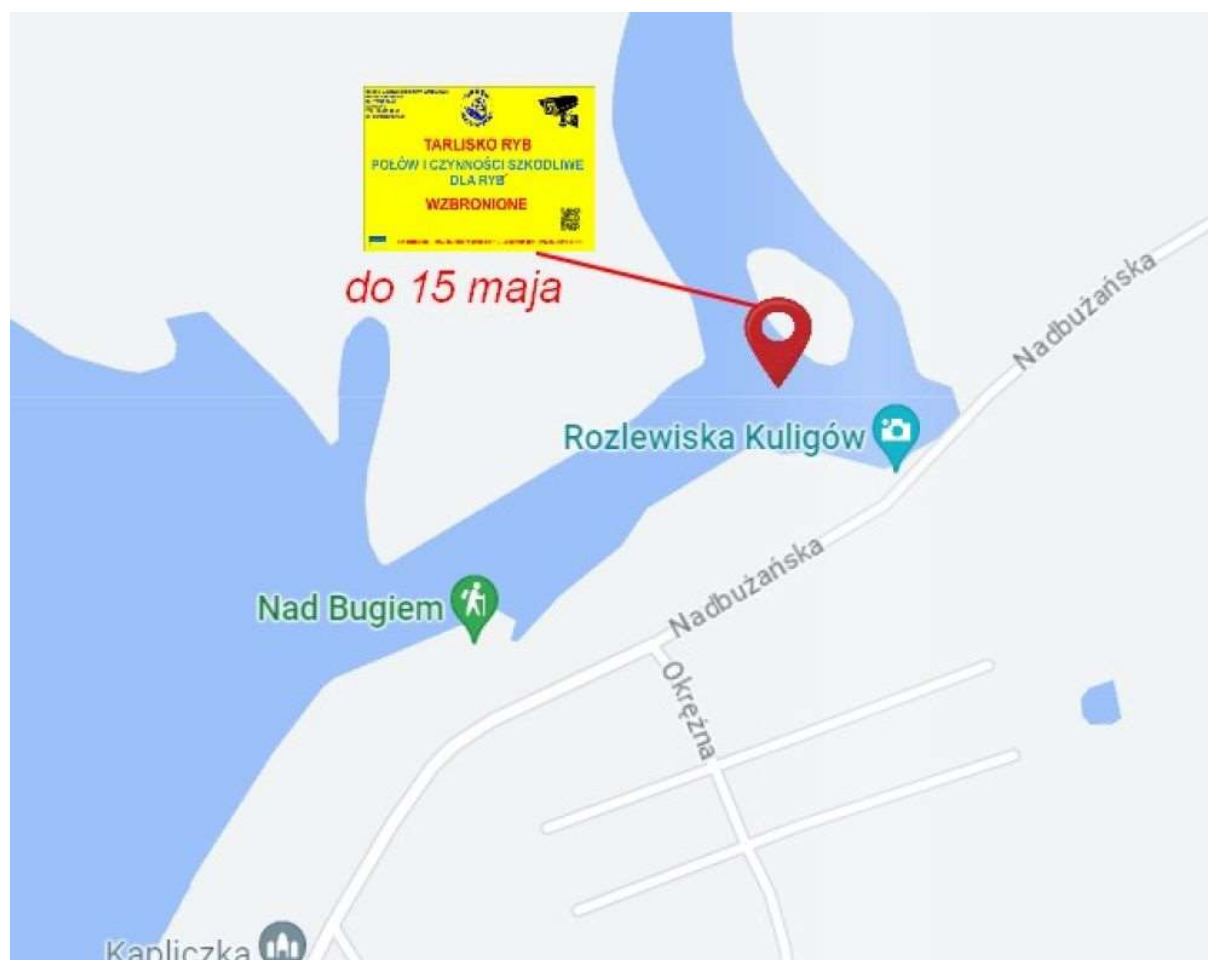 TARLISKO RYB
POŁÓW I CZYNNOŚCI SZKODLIWE
DLA RYB
WZBRONIONE
do 15 maja
Nadbużańska
Rozlewiska Kuligów
Nadbużańska
Nad Bugiem
Okrężna
Kapliczka